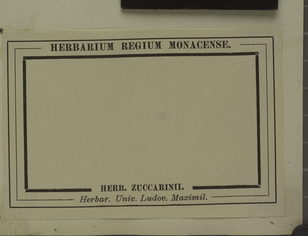 HERBARIUM REGIUM MONACENSE.
HERB. ZUCCARINII.
Herbar. Univ. Ludov. Maximil.